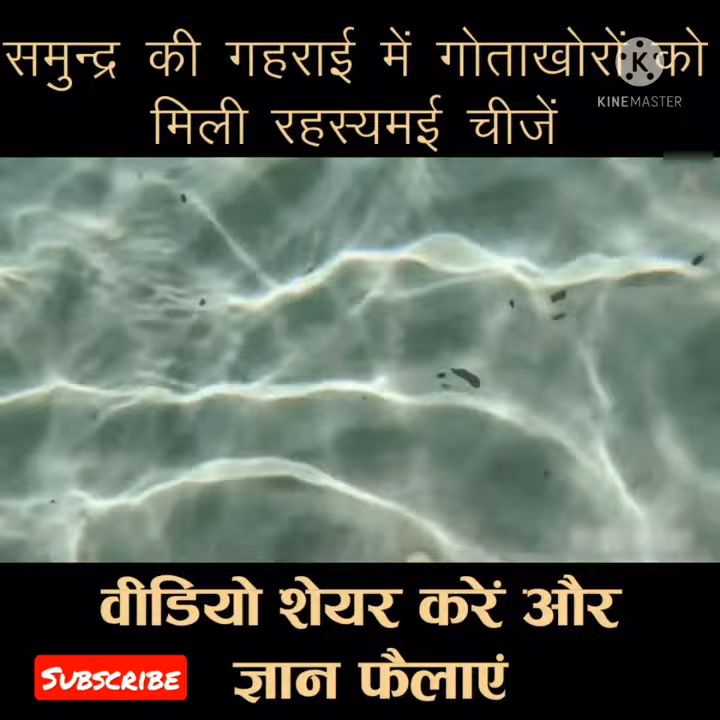 समुन्द्र की गहराई में गोताखोरों को
K
KINEMASTER
मिली रहस्यमई चीजें
वीडियो शेयर करें और
SUBSCRIBE
ज्ञान फैलाएं